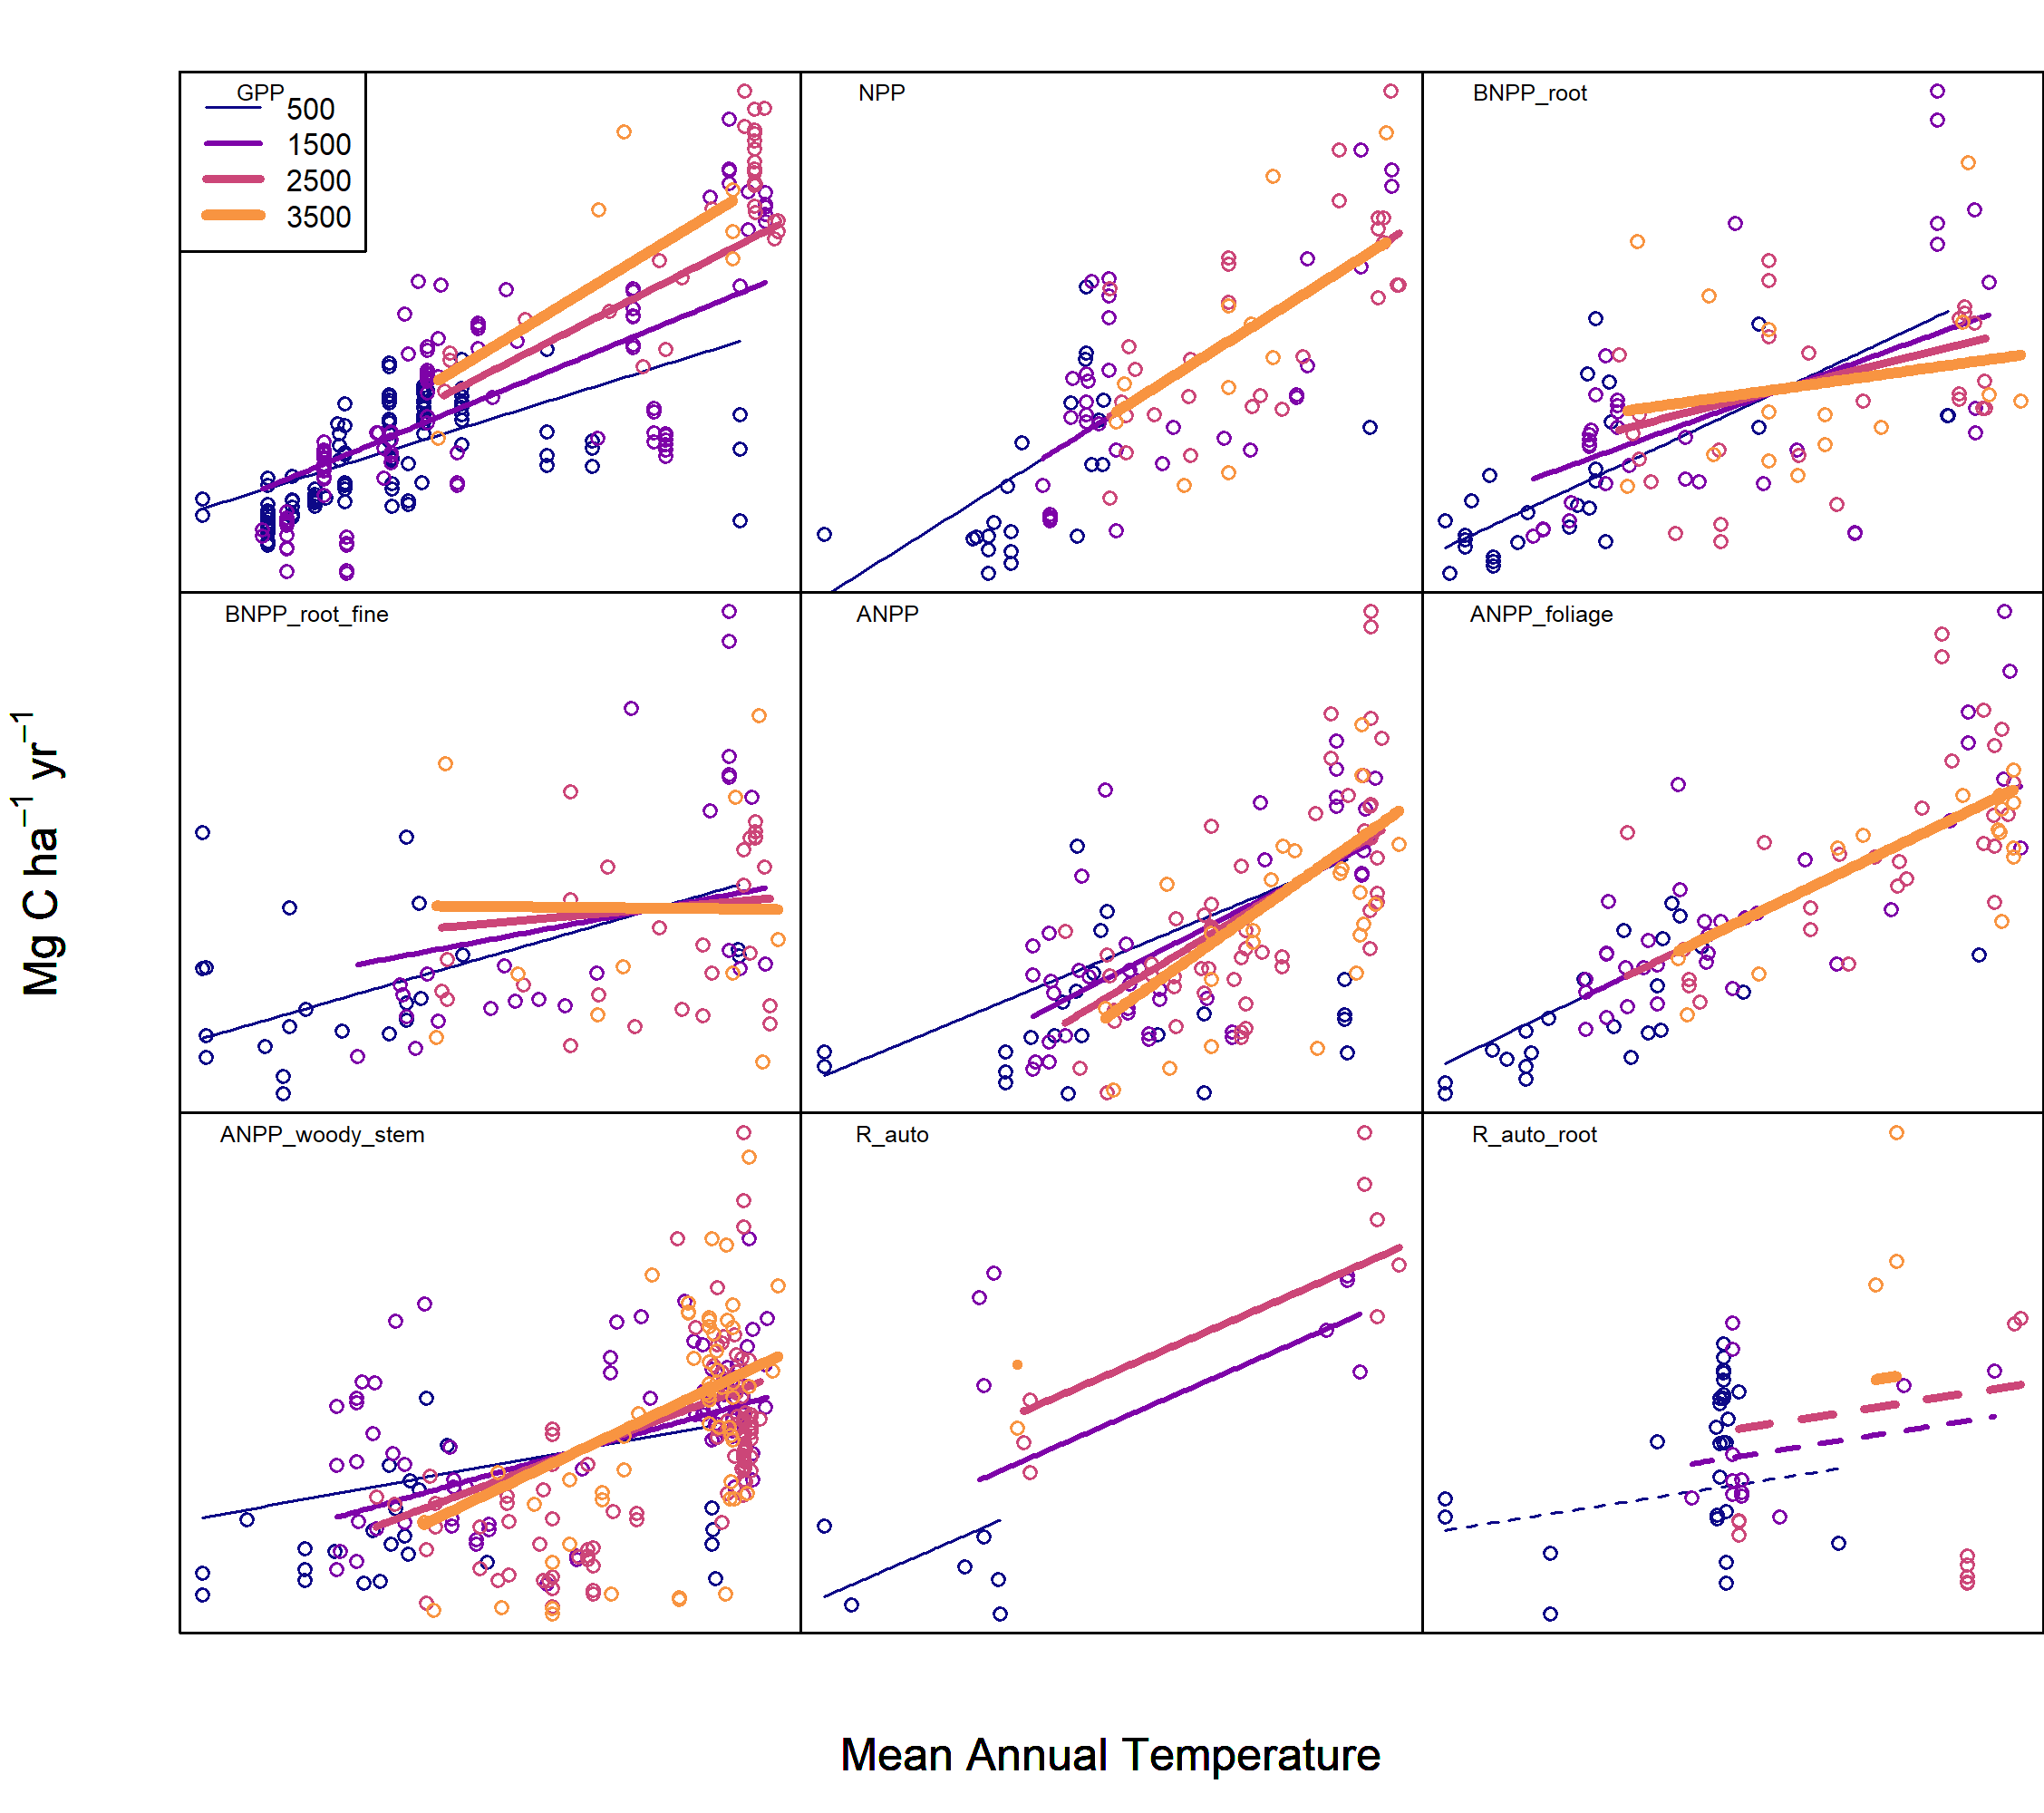 GPP
500
1500
2500
3500
NPP
BNPP_root
BNPP_root_fine
ANPP
ANPP_foliage
ANPP_woody_stem
R_auto
R_auto_root
Mg C ha⁻¹ yr⁻¹
Mean Annual Temperature